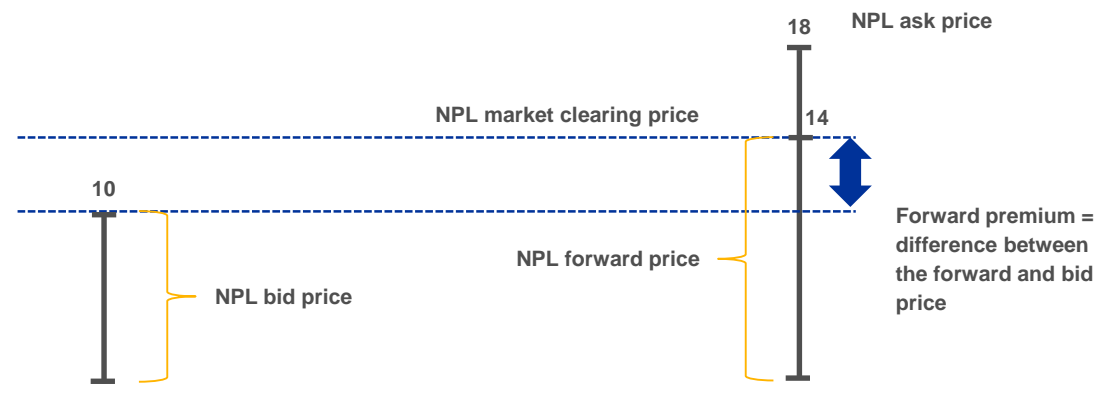 18
NPL ask price
NPL market clearing price
14
10
Forward premium =
difference between
the forward and bid
price
NPL forward price
NPL bid price